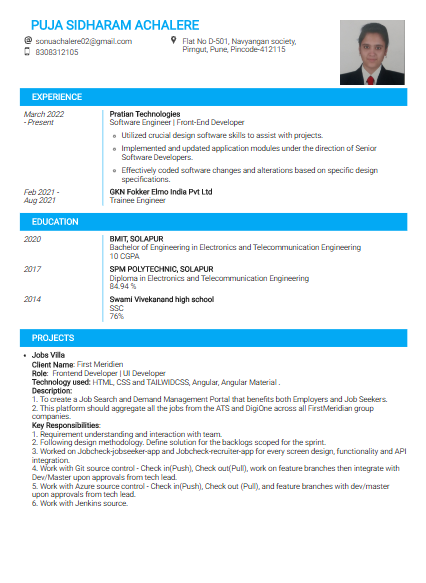 PUJA SIDHARAM ACHALERE
sonuachalere02@gmail.com
8308312105
Flat No D-501, Navyangan society,
Pirngut, Pune, Pincode-412115
EXPERIENCE
March 2022
- Present
Pratian Technologies
Software Engineer | Front-End Developer
Utilized crucial design software skills to assist with projects.
Implemented and updated application modules under the direction of Senior
Software Developers.
Effectively coded software changes and alterations based on specific design
specifications.
Feb 2021 -
Aug 2021
GKN Fokker Elmo India Pvt Ltd
Trainee Engineer
EDUCATION
2020
BMIT, SOLAPUR
Bachelor of Engineering in Electronics and Telecommunication Engineering
10 CGPA
2017
SPM POLYTECHNIC, SOLAPUR
Diploma in Electronics and Telecommunication Engineering
84.94 %
2014
Swami Vivekanand high school
SSC
76%
PROJECTS
Jobs Villa
Client Name: First Meridien
Role: Frontend Developer | UI Developer
Technology used: HTML, CSS and TAILWIDCSS, Angular, Angular Material .
Description:
1. To create a Job Search and Demand Management Portal that benefits both Employers and Job Seekers.
2. This platform should aggregate all the jobs from the ATS and DigiOne across all FirstMeridian group
companies.
Key Responsibilities:
1. Requirement understanding and interaction with team.
2. Following design methodology. Define solution for the backlogs scoped for the sprint.
3. Worked on Jobcheck-jobseeker-app and Jobcheck-recruiter-app for every screen design, functionality and API
integration.
4. Work with Git source control - Check in(Push), Check out(Pull), work on feature branches then integrate with
Dev/Master upon approvals from tech lead.
5. Work with Azure source control - Check in(Push), Check out (Pull), and feature branches with dev/master
upon approvals from tech lead.
6. Work with Jenkins source.